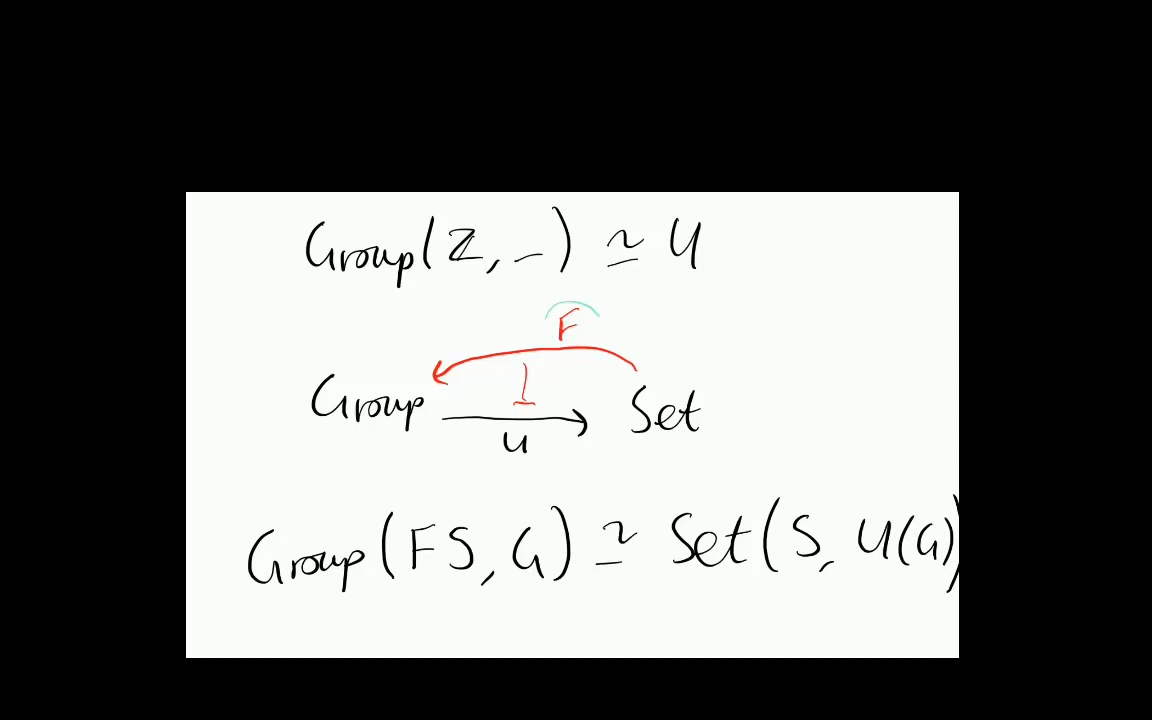 Group(ℤ, –) ≃ U
F
Group ⊥ Set
U
Group(FS, G) ≃ Set(S, U(G)